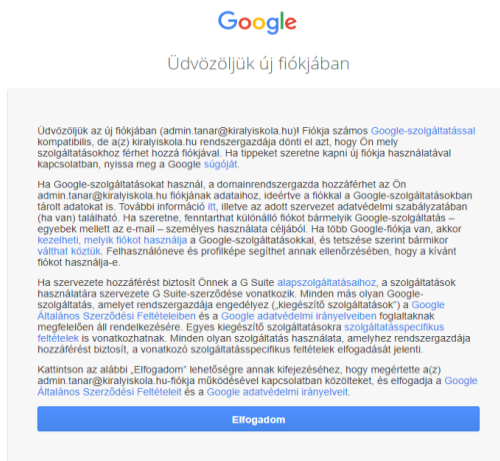 Google
Üdvözöljük új fiókjában
Üdvözöljük az új fiókjában (admin.tanar@kiralyiskola.hu)! Fiókja számos Google-szolgáltatással
kompatibilis, de a(z) kiralyiskola.hu rendszergazdája dönti el azt, hogy Ön mely
szolgáltatásokhoz férhet hozzá fiókjával. Ha tippeket szeretne kapni új fiókja használatával
kapcsolatban, nyissa meg a Google súgóját.
Ha Google-szolgáltatásokat használ, a domainrendszergazda hozzáférhet az Ön
admin.tanar@kiralyiskola.hu fiókjának adataihoz, ideértve a fiókkal a Google-szolgáltatásokban
tárolt adatokat is. További információ itt, illetve az adott szervezet adatvédelmi szabályzatában
(ha van) található. Ha szeretne, fenntarthat különálló fiókot bármelyik Google-szolgáltatás –
egyebek mellett az e-mail – személyes használata céljából. Ha több Google-fiókja van, akkor
kezelheti, melyik fiókot használja a Google-szolgáltatásokkal, és tetszése szerint bármikor
válthat köztük. Felhasználóneve és profilképe segíthet annak ellenőrzésében, hogy a kívánt
fiókot használja-e.
Ha szervezete hozzáférést biztosít Önnek a G Suite alapszolgáltatásaihoz, a szolgáltatások
használatára szervezete G Suite-szerződése vonatkozik. Minden más olyan Google-
szolgáltatás, amelyet rendszergazdája engedélyez („kiegészítő szolgáltatások”) a Google
Általános Szerződési Feltételeiben és a Google adatvédelmi irányelveiben foglaltaknak
megfelelően áll rendelkezésére. Egyes kiegészítő szolgáltatásokra szolgáltatásspecifikus
feltételek is vonatkozhatnak. Minden olyan szolgáltatás használata, amelyhez rendszergazdája
hozzáférést biztosít, a vonatkozó szolgáltatásspecifikus feltételek elfogadását jelenti.
Kattintson az alábbi „Elfogadom” lehetőségre annak kifejezéséhez, hogy megértette a(z)
admin.tanar@kiralyiskola.hu-fiókja működésével kapcsolatban közölteket, és elfogadja a Google
Általános Szerződési Feltételeit és a Google adatvédelmi irányelveit.
Elfogadom